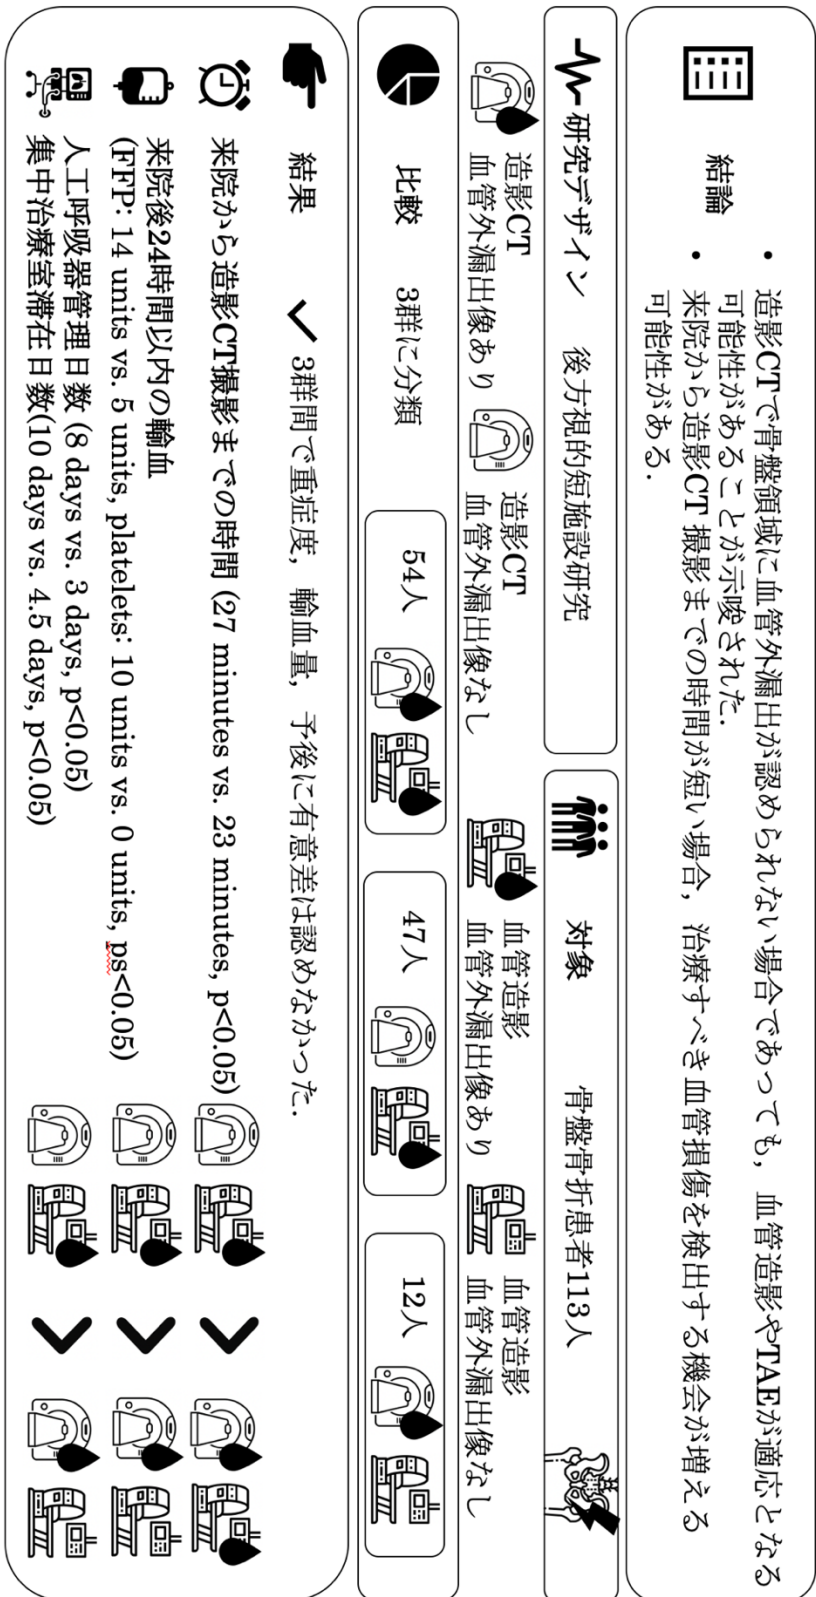 結論
• 造影CTで骨盤領域に血管外漏出が認められない場合であっても，血管造影やTAEが適応となる
可能性があることが示唆された．
• 来院から造影CT 撮影までの時間が短い場合，治療すべき血管損傷を検出する機会が増える
可能性がある．
研究デザイン 後方視的短施設研究
対象 骨盤骨折患者113人
造影CT
血管外漏出像あり
造影CT
血管外漏出像なし
血管造影
血管外漏出像あり
血管造影
血管外漏出像なし
比較 3群に分類
54人
47人
12人
結果
3群間で重症度，輸血量，予後に有意差は認めなかった．
来院から造影CT撮影までの時間 (27 minutes vs. 23 minutes, p<0.05)
来院後24時間以内の輸血
(FFP: 14 units vs. 5 units, platelets: 10 units vs. 0 units, ps<0.05)
人工呼吸器管理日数 (8 days vs. 3 days, p<0.05)
集中治療室滞在日数(10 days vs. 4.5 days, p<0.05)